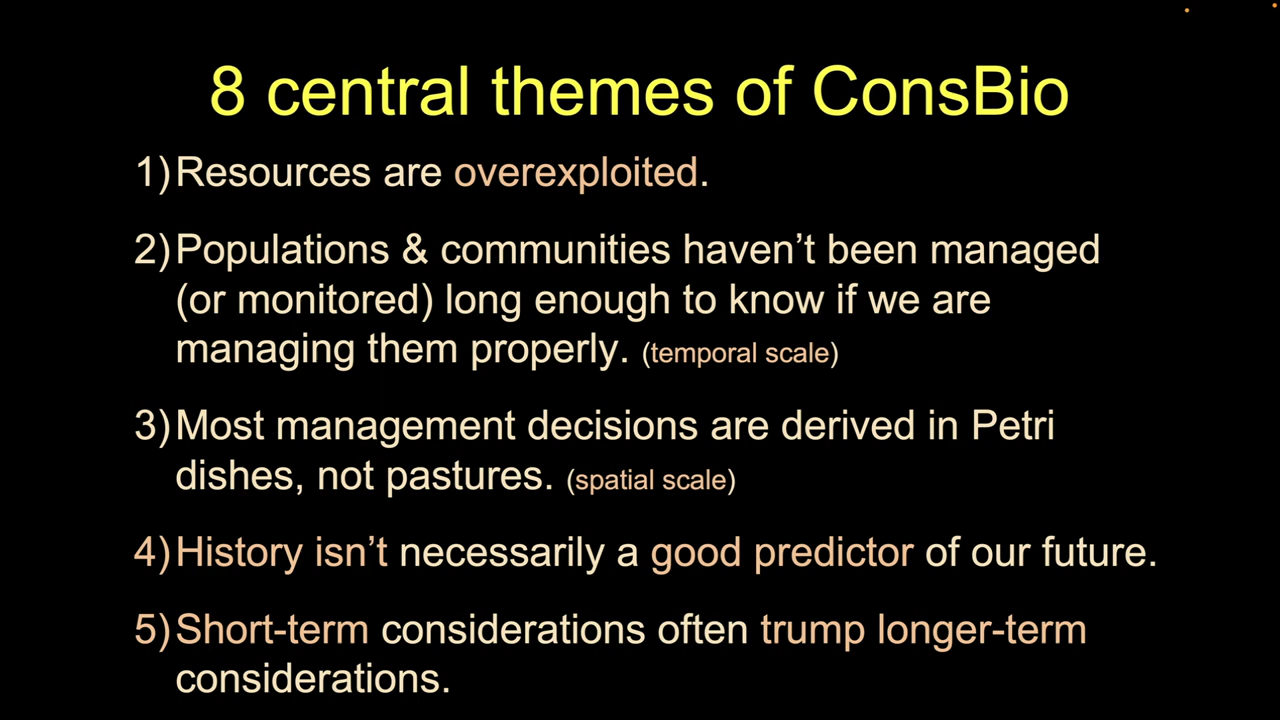 8 central themes of ConsBio
1) Resources are overexploited.
2) Populations & communities haven’t been managed
(or monitored) long enough to know if we are
managing them properly. (temporal scale)
3) Most management decisions are derived in Petri
dishes, not pastures. (spatial scale)
4) History isn’t necessarily a good predictor of our future.
5) Short-term considerations often trump longer-term
considerations.